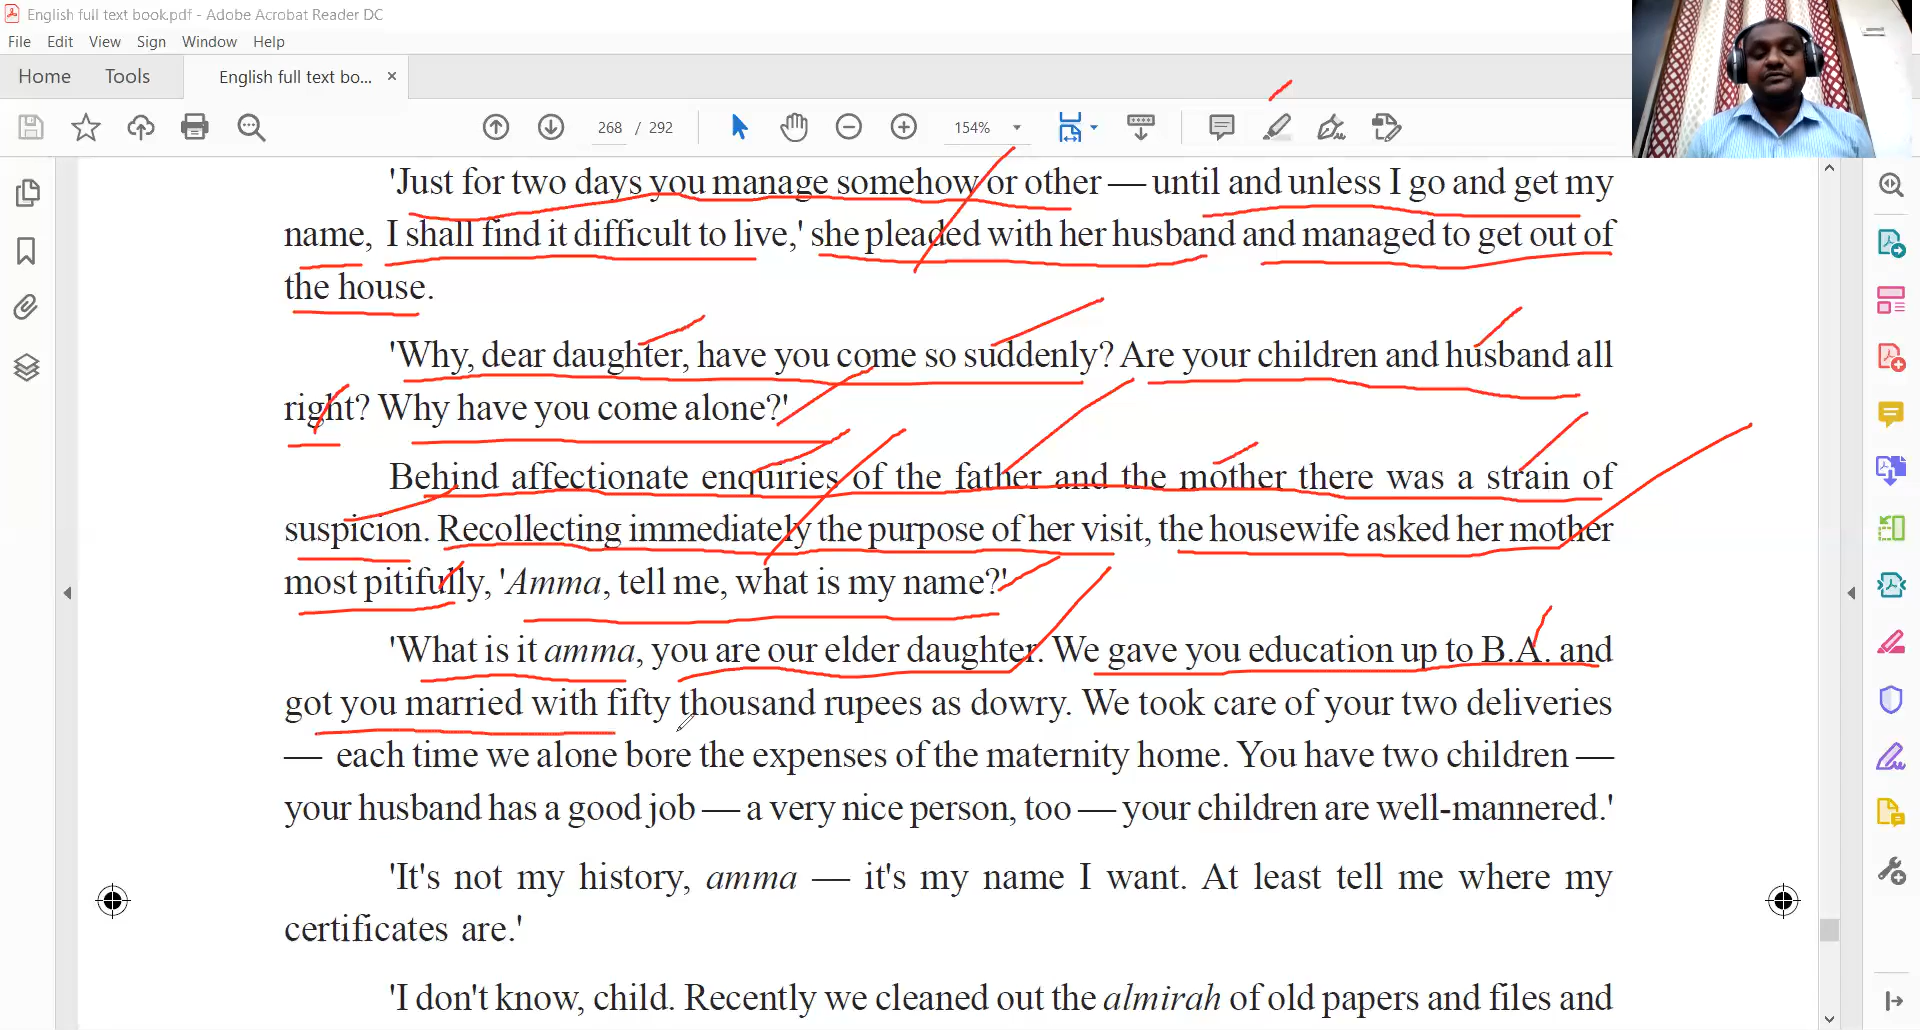 English full text book.pdf - Adobe Acrobat Reader DC
File Edit View Sign Window Help
Home Tools English full text bo... ×
268 / 292 154%
'Just for two days you manage somehow or other — until and unless I go and get my
name, I shall find it difficult to live,' she pleaded with her husband and managed to get out of
the house.
'Why, dear daughter, have you come so suddenly? Are your children and husband all
right? Why have you come alone?'
Behind affectionate enquiries of the father and the mother there was a strain of
suspicion. Recollecting immediately the purpose of her visit, the housewife asked her mother
most pitifully, 'Amma, tell me, what is my name?'
'What is it amma, you are our elder daughter. We gave you education up to B.A. and
got you married with fifty thousand rupees as dowry. We took care of your two deliveries
— each time we alone bore the expenses of the maternity home. You have two children —
your husband has a good job — a very nice person, too — your children are well-mannered.'
'It's not my history, amma — it's my name I want. At least tell me where my
certificates are.'
'I don't know, child. Recently we cleaned out the almirah of old papers and files and